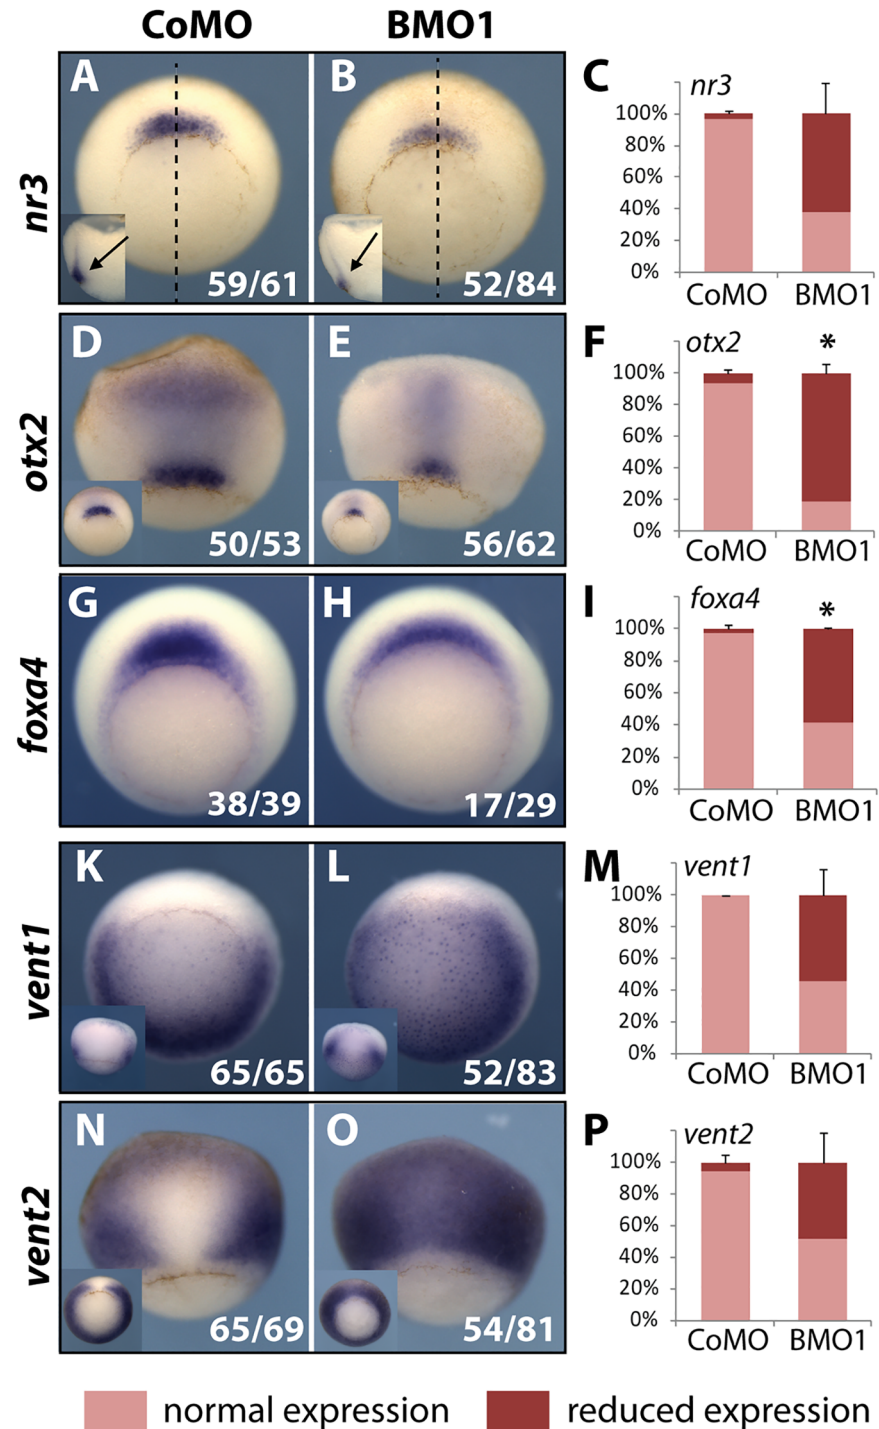 CoMO BMO1
nr3
A B
59/61 52/84
C nr3
100%
80%
60%
40%
20%
0%
CoMO BMO1
otx2
D E
50/53 56/62
F otx2 *
100%
80%
60%
40%
20%
0%
CoMO BMO1
foxa4
G H
38/39 17/29
I foxa4 *
100%
80%
60%
40%
20%
0%
CoMO BMO1
vent1
K L
65/65 52/83
M vent1
100%
80%
60%
40%
20%
0%
CoMO BMO1
vent2
N O
65/69 54/81
P vent2
100%
80%
60%
40%
20%
0%
CoMO BMO1
normal expression reduced expression